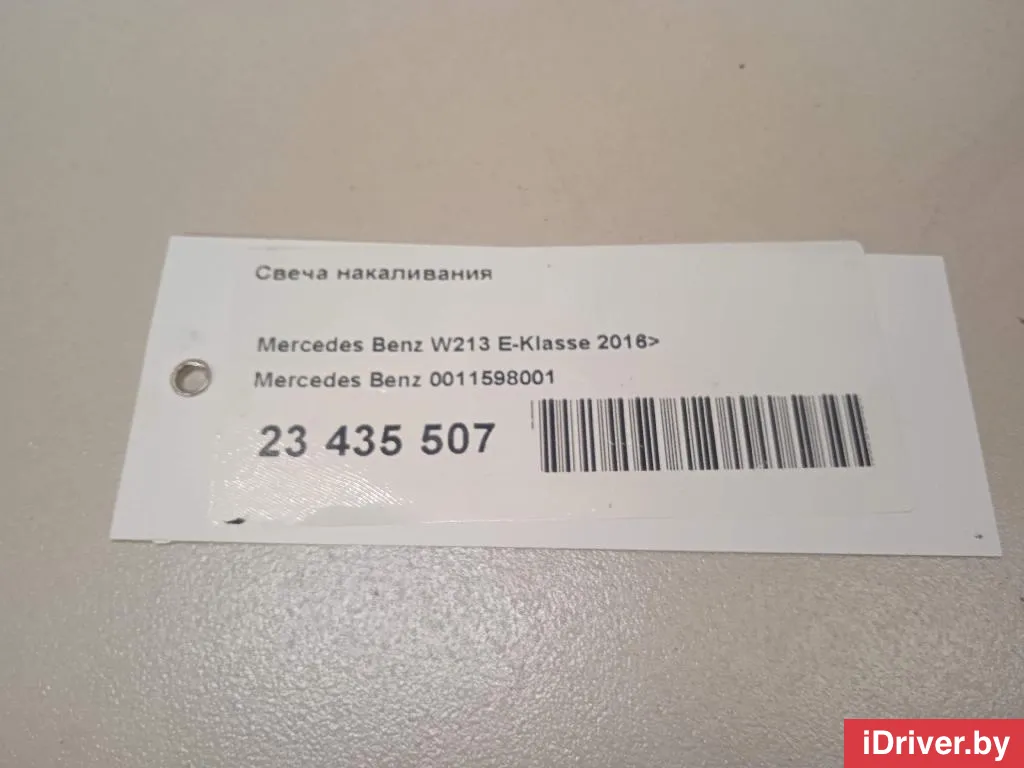 Свеча накаливания
Mercedes Benz W213 E-Klasse 2016>
Mercedes Benz 0011598001
23 435 507
iDriver.by